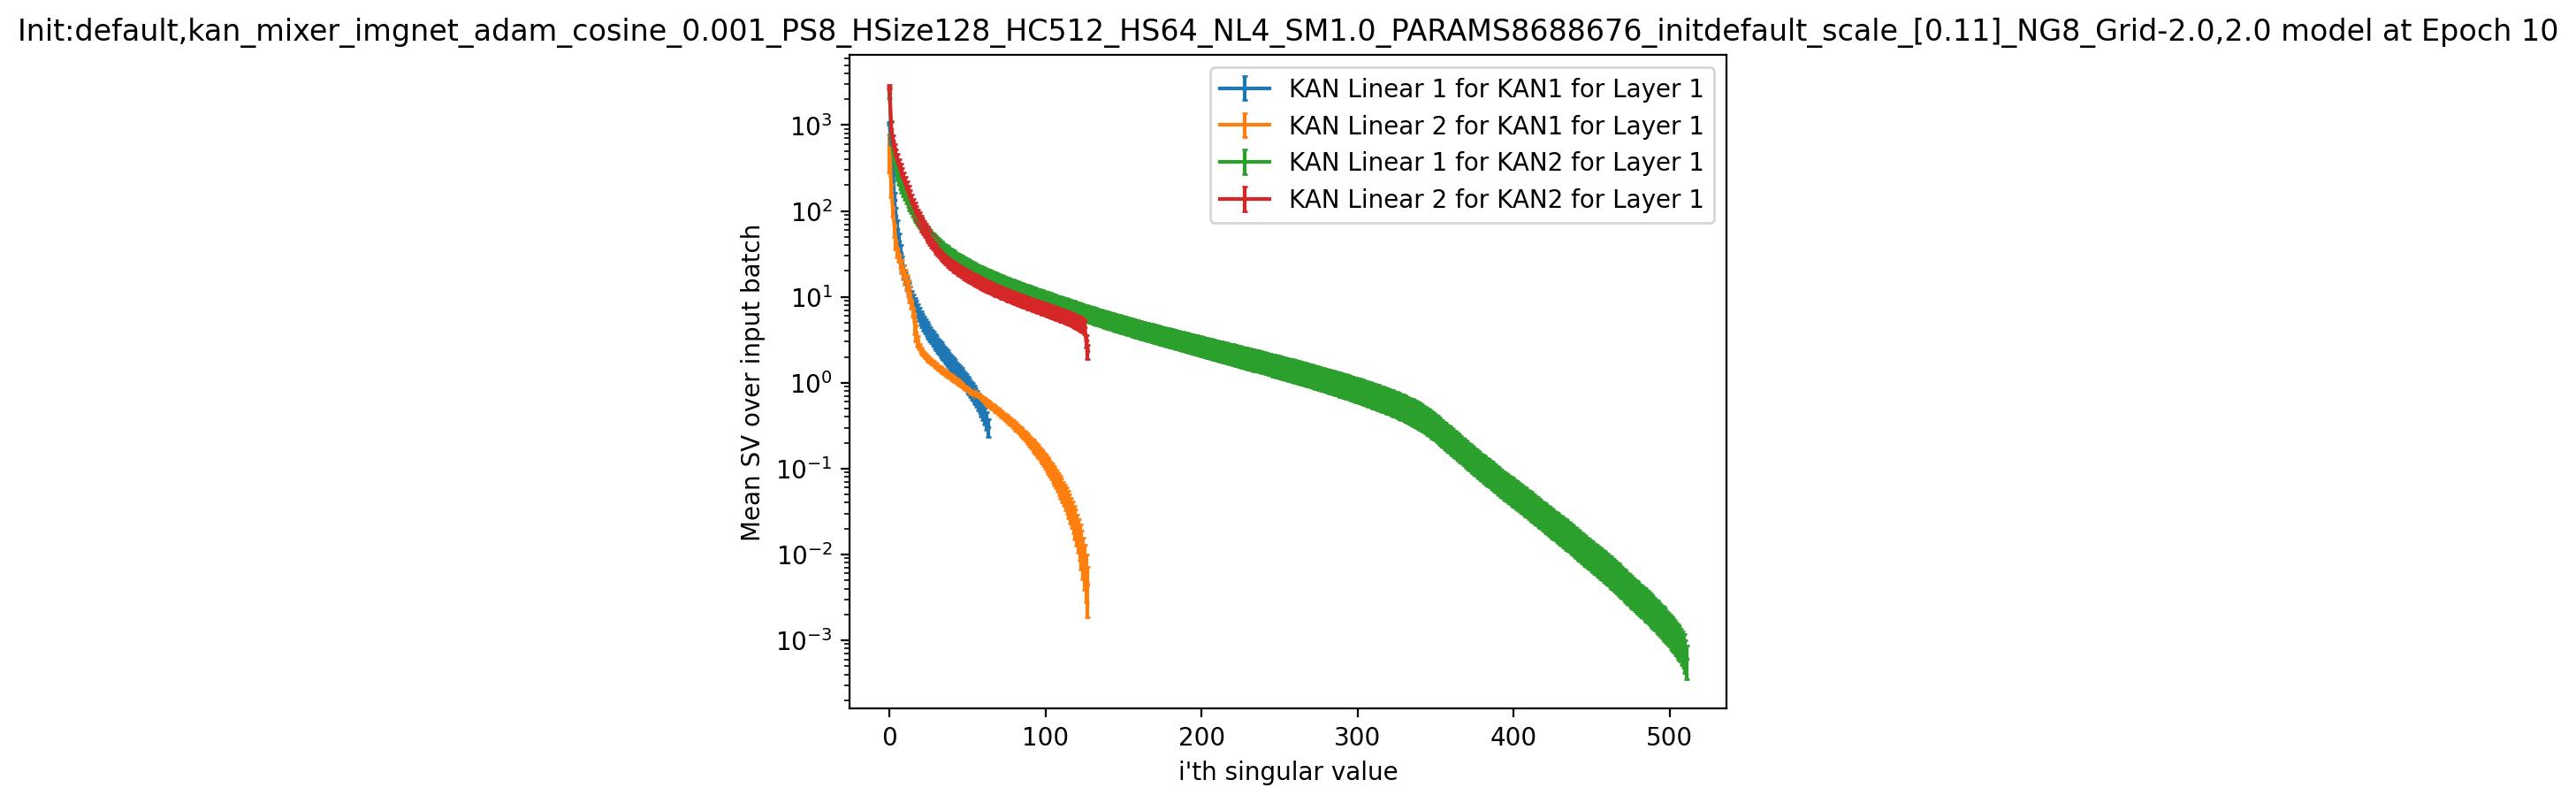 Init:default,kan_mixer_imgnet_adam_cosine_0.001_PS8_HSize128_HC512_HS64_NL4_SM1.0_PARAMS8688676_initdefault_scale_[0.11]_NG8_Grid-2.0,2.0 model at Epoch 10
KAN Linear 1 for KAN1 for Layer 1
KAN Linear 2 for KAN1 for Layer 1
KAN Linear 1 for KAN2 for Layer 1
KAN Linear 2 for KAN2 for Layer 1
Mean SV over input batch
10³
10²
10¹
10⁰
10⁻¹
10⁻²
10⁻³
0 100 200 300 400 500
i'th singular value